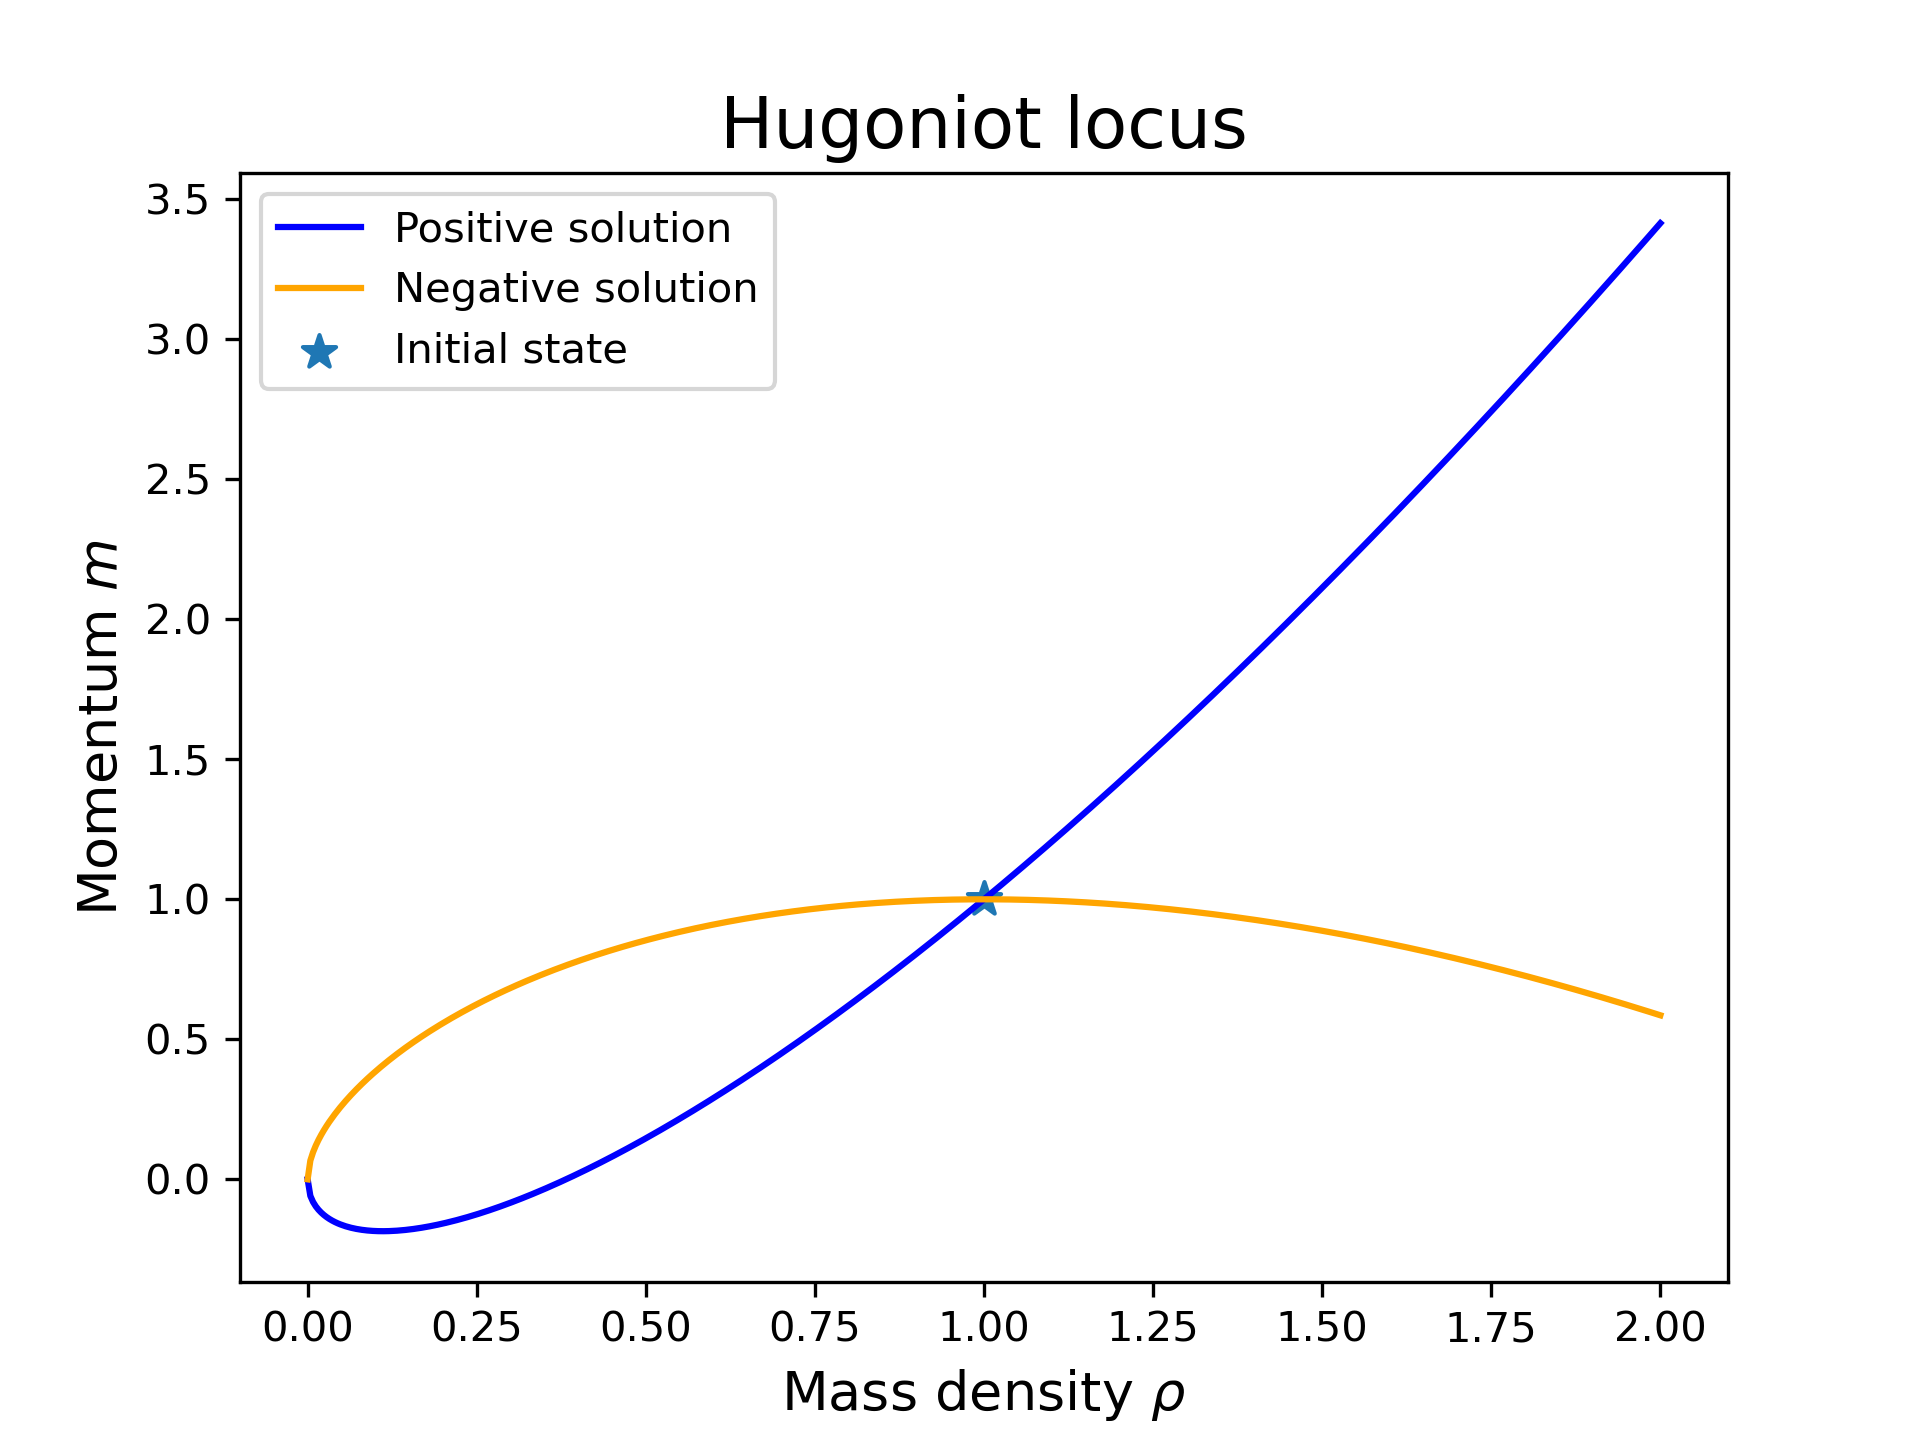 Hugoniot locus
Positive solution
Negative solution
Initial state
Momentum m
3.5
3.0
2.5
2.0
1.5
1.0
0.5
0.0
0.00 0.25 0.50 0.75 1.00 1.25 1.50 1.75 2.00
Mass density ρ